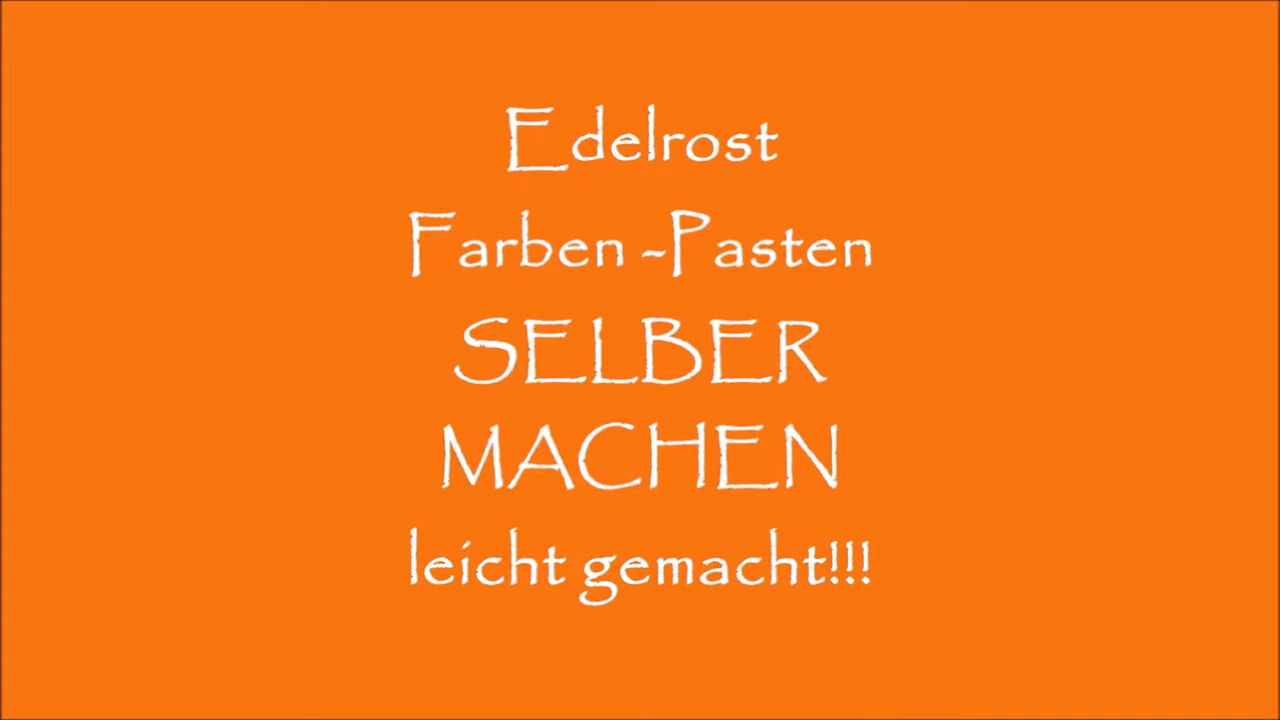 Edelrost
Farben -Pasten
SELBER
MACHEN
leicht gemacht!!!